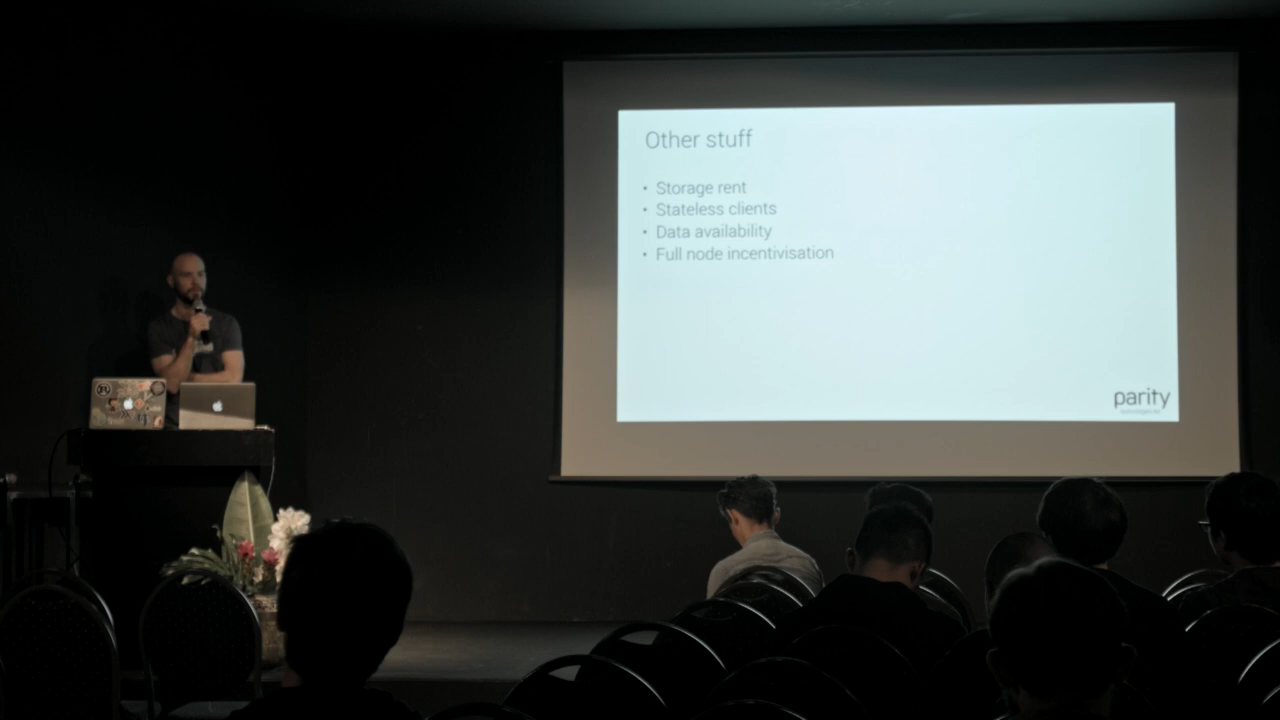 Other stuff
• Storage rent
• Stateless clients
• Data availability
• Full node incentivisation
parity